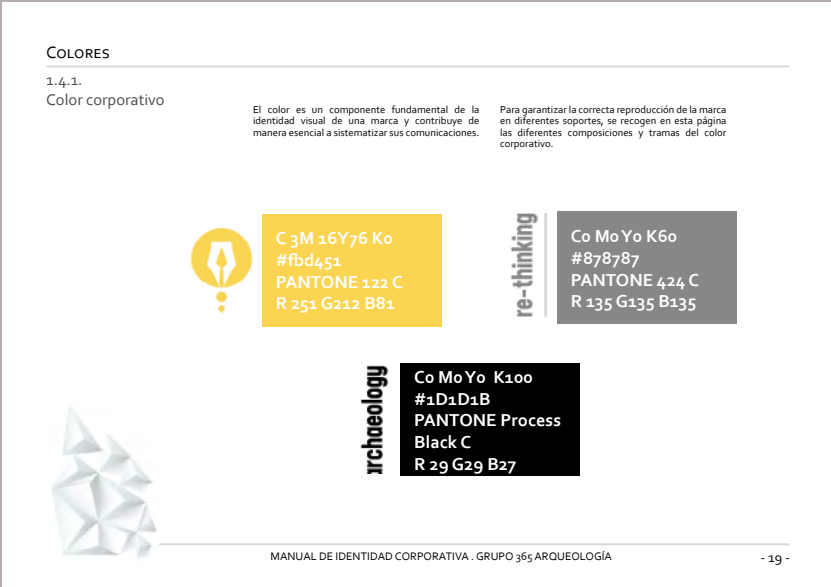 Colores
1.4.1.
Color corporativo
El color es un componente fundamental de la
identidad visual de una marca y contribuye de
manera esencial a sistematizar sus comunicaciones.
Para garantizar la correcta reproducción de la marca
en diferentes soportes, se recogen en esta página
las diferentes composiciones y tramas del color
corporativo.
C 3M 16Y76 K0
#fbd451
PANTONE 122 C
R 251 G212 B81
re-thinking
C0 M0 Y0 K60
#878787
PANTONE 424 C
R 135 G135 B135
archaeology
C0 M0 Y0 K100
#1D1D1B
PANTONE Process
Black C
R 29 G29 B27
MANUAL DE IDENTIDAD CORPORATIVA . GRUPO 365 ARQUEOLOGÍA
- 19 -